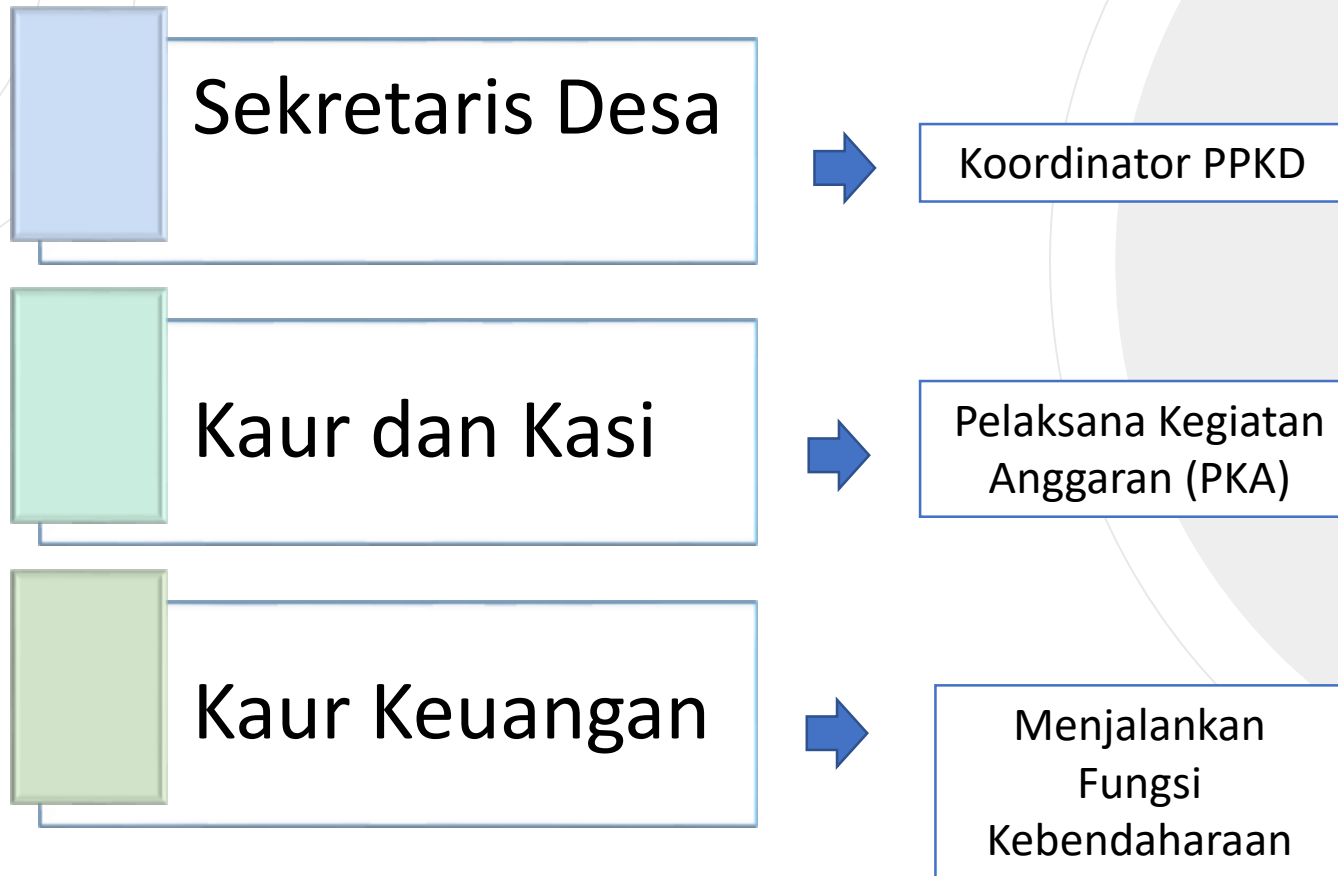 Sekretaris Desa
Koordinator PPKD
Kaur dan Kasi
Pelaksana Kegiatan
Anggaran (PKA)
Kaur Keuangan
Menjalankan
Fungsi
Kebendaharaan